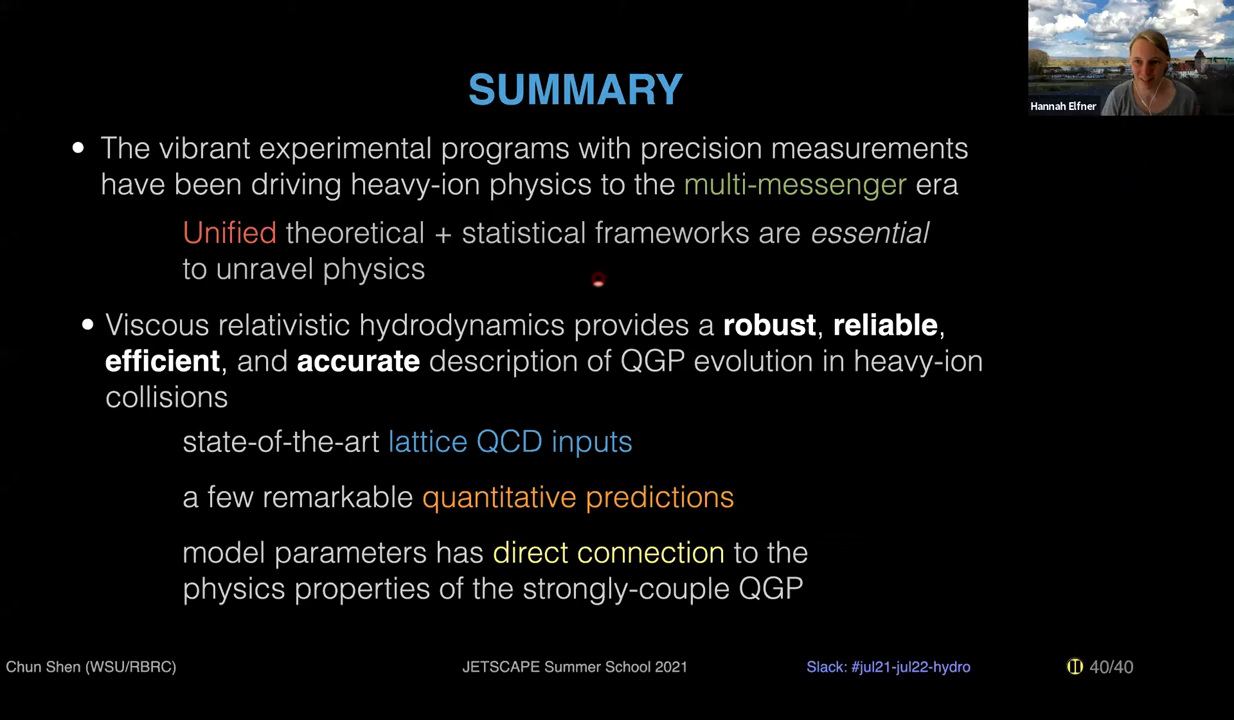 SUMMARY
Hannah Elfner
• The vibrant experimental programs with precision measurements
have been driving heavy-ion physics to the multi-messenger era
Unified theoretical + statistical frameworks are essential
to unravel physics
• Viscous relativistic hydrodynamics provides a robust, reliable,
efficient, and accurate description of QGP evolution in heavy-ion
collisions
state-of-the-art lattice QCD inputs
a few remarkable quantitative predictions
model parameters has direct connection to the
physics properties of the strongly-couple QGP
Chun Shen (WSU/RBRC)
JETSCAPE Summer School 2021
Slack: #jul21-jul22-hydro
40/40